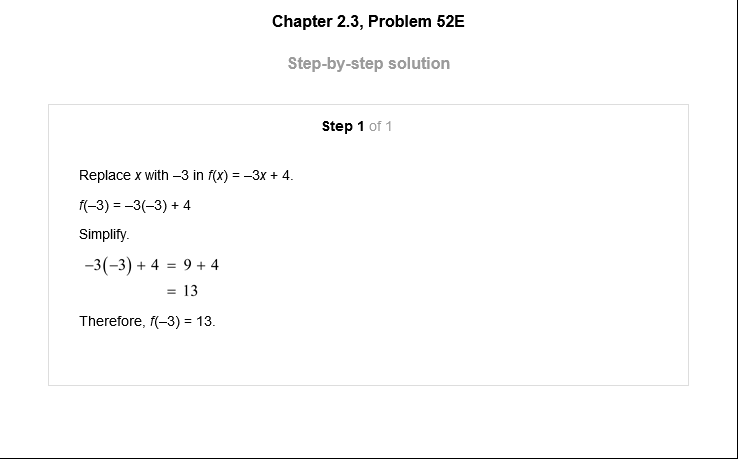 Chapter 2.3, Problem 52E
Step-by-step solution
Step 1 of 1
Replace x with –3 in f(x) = –3x + 4.
f(–3) = –3(–3) + 4
Simplify.
–3(–3) + 4 = 9 + 4
= 13
Therefore, f(–3) = 13.